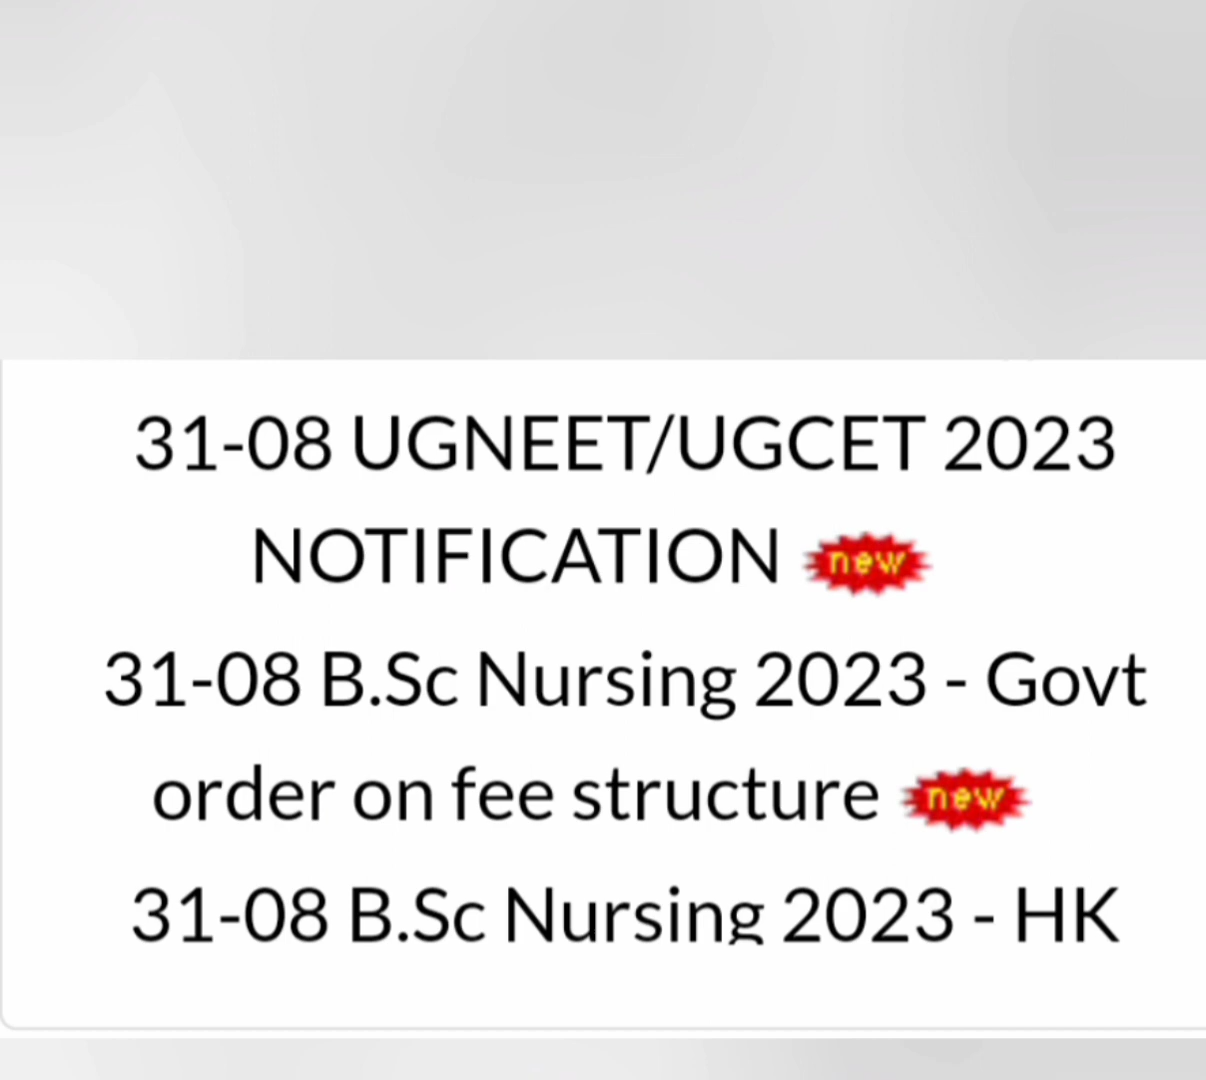 31-08 UGNEET/UGCET 2023
NOTIFICATION new
31-08 B.Sc Nursing 2023 - Govt
order on fee structure new
31-08 B.Sc Nursing 2023 - HK